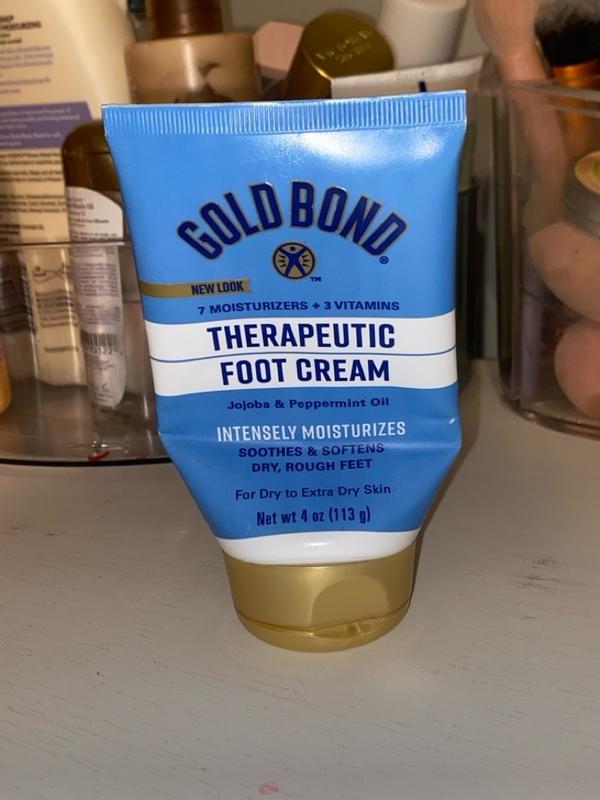 GOLD BOND®
NEW LOOK
™
7 MOISTURIZERS + 3 VITAMINS
THERAPEUTIC
FOOT CREAM
Jojoba & Peppermint Oil
INTENSELY MOISTURIZES
SOOTHES & SOFTENS
DRY, ROUGH FEET
For Dry to Extra Dry Skin
Net wt 4 oz (113 g)